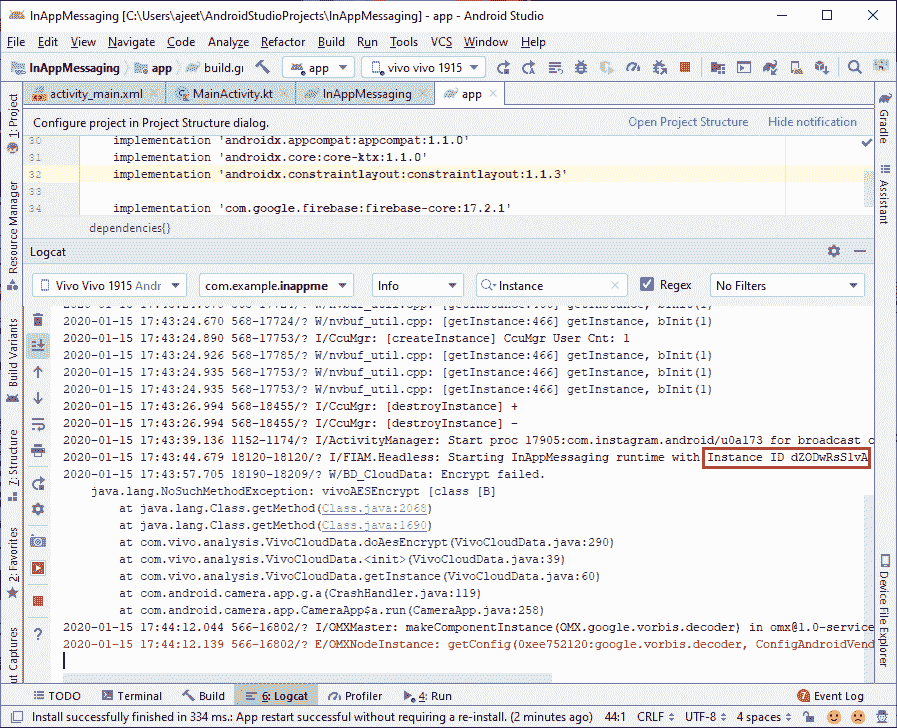 InAppMessaging [C:\Users\ajeet\AndroidStudioProjects\InAppMessaging] - app - Android Studio
File Edit View Navigate Code Analyze Refactor Build Run Tools VCS Window Help
InAppMessaging app build.gr app vivo vivo 1915
activity_main.xml MainActivity.kt InAppMessaging app
Configure project in Project Structure dialog. Open Project Structure Hide notification
30 implementation 'androidx.appcompat:appcompat:1.1.0'
31 implementation 'androidx.core:core-ktx:1.1.0'
32 implementation 'androidx.constraintlayout:constraintlayout:1.1.3'
33
34 implementation 'com.google.firebase:firebase-core:17.2.1'
dependencies{}
Logcat
Vivo Vivo 1915 Andr com.example.inappme Info Instance Regex No Filters
2020-01-15 17:43:24.670 568-17724/? W/nvbuf_util.cpp: [getInstance:466] getInstance, bInit(1)
2020-01-15 17:43:24.890 568-17753/? I/CcuMgr: [createInstance] CcuMgr User Cnt: 1
2020-01-15 17:43:24.926 568-17785/? W/nvbuf_util.cpp: [getInstance:466] getInstance, bInit(1)
2020-01-15 17:43:24.935 568-17753/? W/nvbuf_util.cpp: [getInstance:466] getInstance, bInit(1)
2020-01-15 17:43:24.935 568-17753/? W/nvbuf_util.cpp: [getInstance:466] getInstance, bInit(1)
2020-01-15 17:43:26.994 568-18455/? I/CcuMgr: [destroyInstance] +
2020-01-15 17:43:26.994 568-18455/? I/CcuMgr: [destroyInstance] -
2020-01-15 17:43:39.136 1152-1174/? I/ActivityManager: Start proc 17905:com.instagram.android/u0a173 for broadcast c
2020-01-15 17:43:44.679 18120-18120/? I/FIAM.Headless: Starting InAppMessaging runtime with Instance ID dZODwRsSlvA
2020-01-15 17:43:57.705 18190-18209/? W/BD_CloudData: Encrypt failed.
java.lang.NoSuchMethodException: vivoAESEncrypt [class [B]
at java.lang.Class.getMethod(Class.java:2068)
at java.lang.Class.getMethod(Class.java:1690)
at com.vivo.analysis.VivoCloudData.doAesEncrypt(VivoCloudData.java:290)
at com.vivo.analysis.VivoCloudData.<init>(VivoCloudData.java:39)
at com.vivo.analysis.VivoCloudData.getInstance(VivoCloudData.java:60)
at com.android.camera.app.g.a(CrashHandler.java:119)
at com.android.camera.app.CameraApp$a.run(CameraApp.java:258)
2020-01-15 17:44:12.044 566-16802/? I/OMXMaster: makeComponentInstance(OMX.google.vorbis.decoder) in omx@1.0-service
2020-01-15 17:44:12.139 566-16802/? E/OMXNodeInstance: getConfig(0xee752120:google.vorbis.decoder, ConfigAndroidVend
TODO Terminal Build 6: Logcat Profiler 4: Run Event Log
Install successfully finished in 334 ms.: App restart successful without requiring a re-install. (2 minutes ago) 44:1 CRLF UTF-8 4 spaces
1: Project
Resource Manager
Build Variants
Z: Structure
2: Favorites
ut Captures
Gradle
Assistant
Device File Explorer